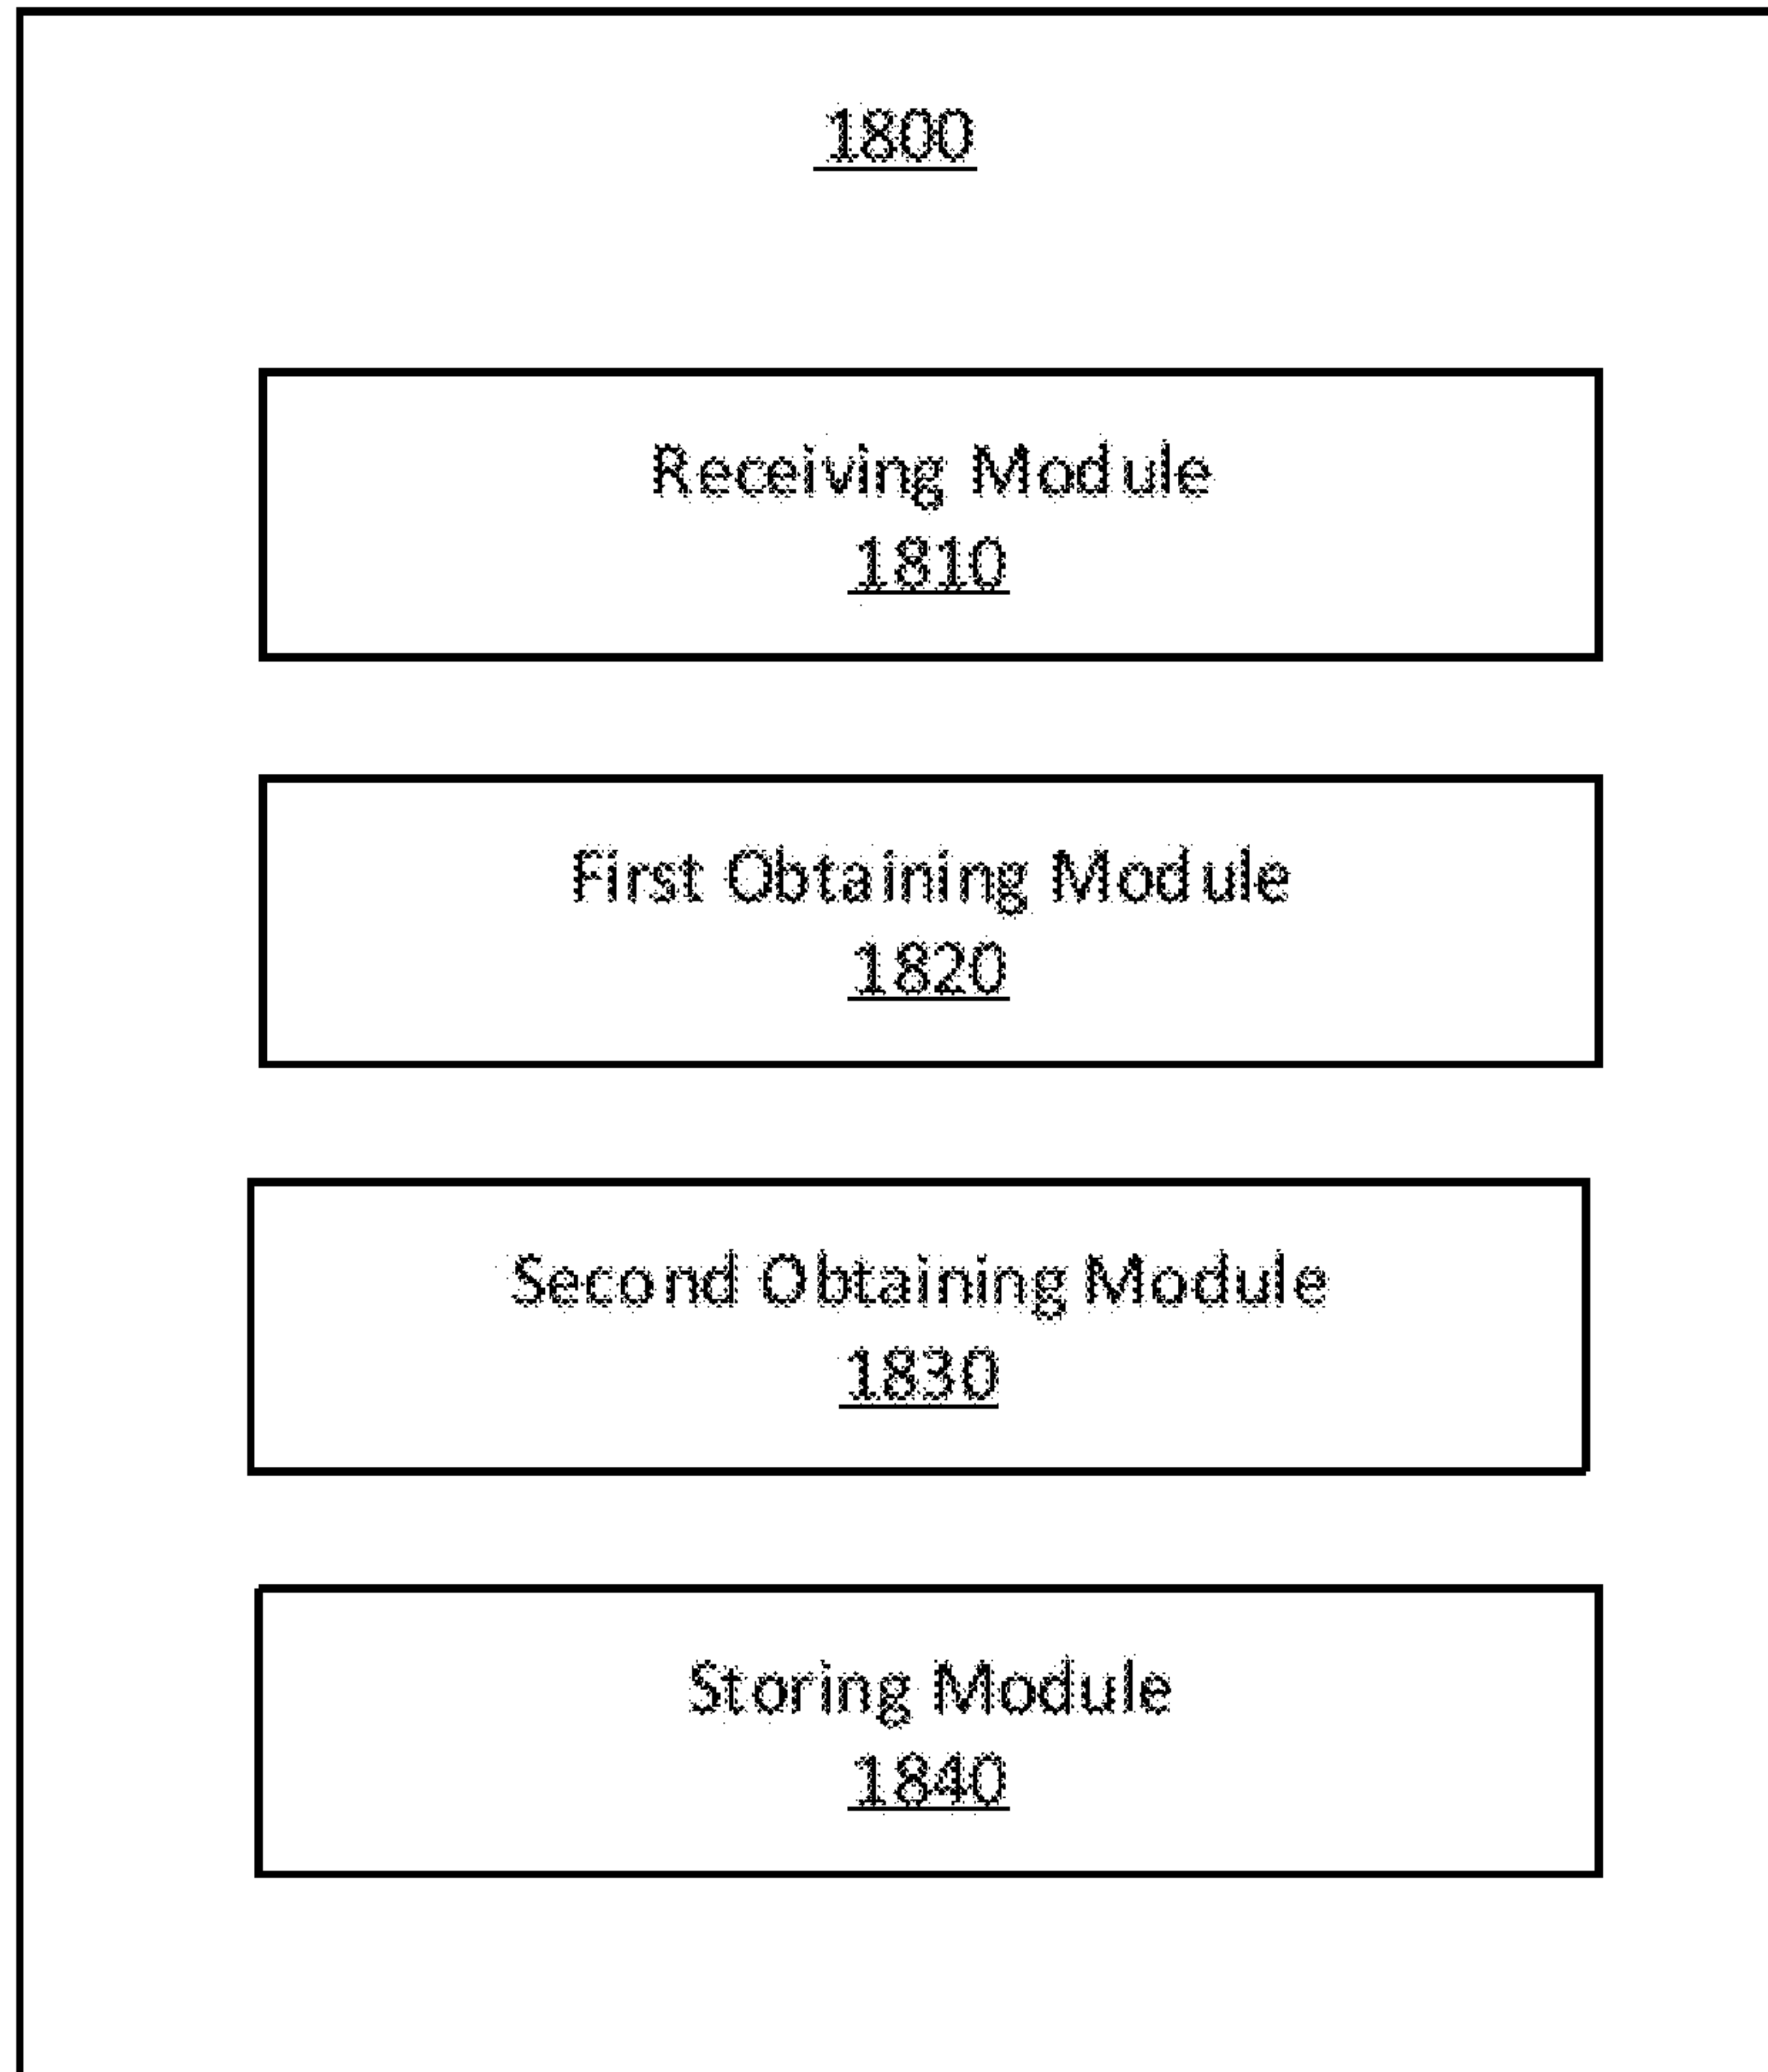 1800
Receiving Module
1810
First Obtaining Module
1820
Second Obtaining Module
1830
Storing Module
1840